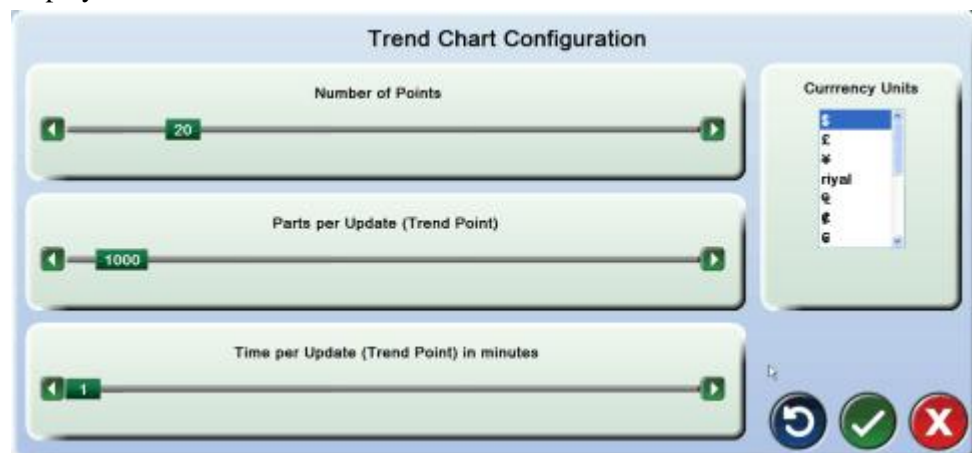 Trend Chart Configuration
Number of Points
20
Parts per Update (Trend Point)
1000
Time per Update (Trend Point) in minutes
1
Currrency Units
$
£
¥
riyal